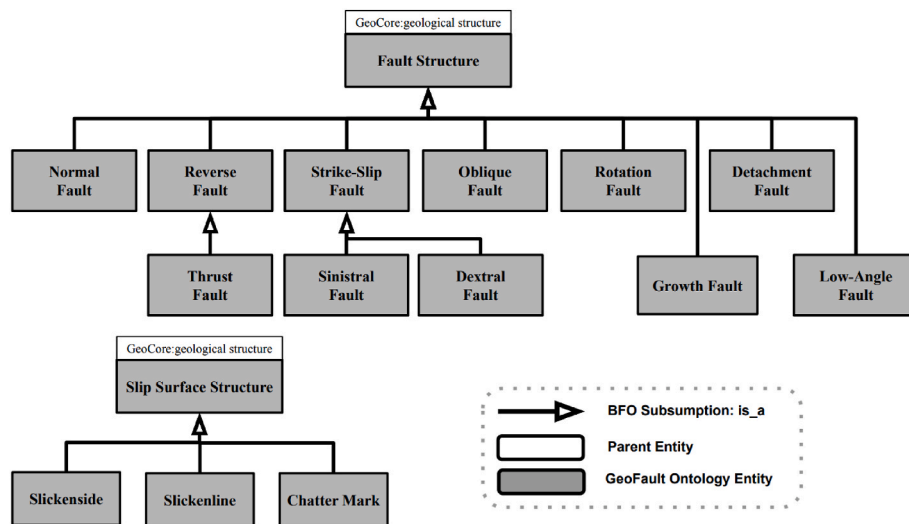 GeoCore:geological structure
Fault Structure
Normal
Fault
Reverse
Fault
Strike-Slip
Fault
Oblique
Fault
Rotation
Fault
Detachment
Fault
Thrust
Fault
Sinistral
Fault
Dextral
Fault
Growth Fault
Low-Angle
Fault
GeoCore:geological structure
Slip Surface Structure
Slickenside
Slickenline
Chatter Mark
BFO Subsumption: is_a
Parent Entity
GeoFault Ontology Entity